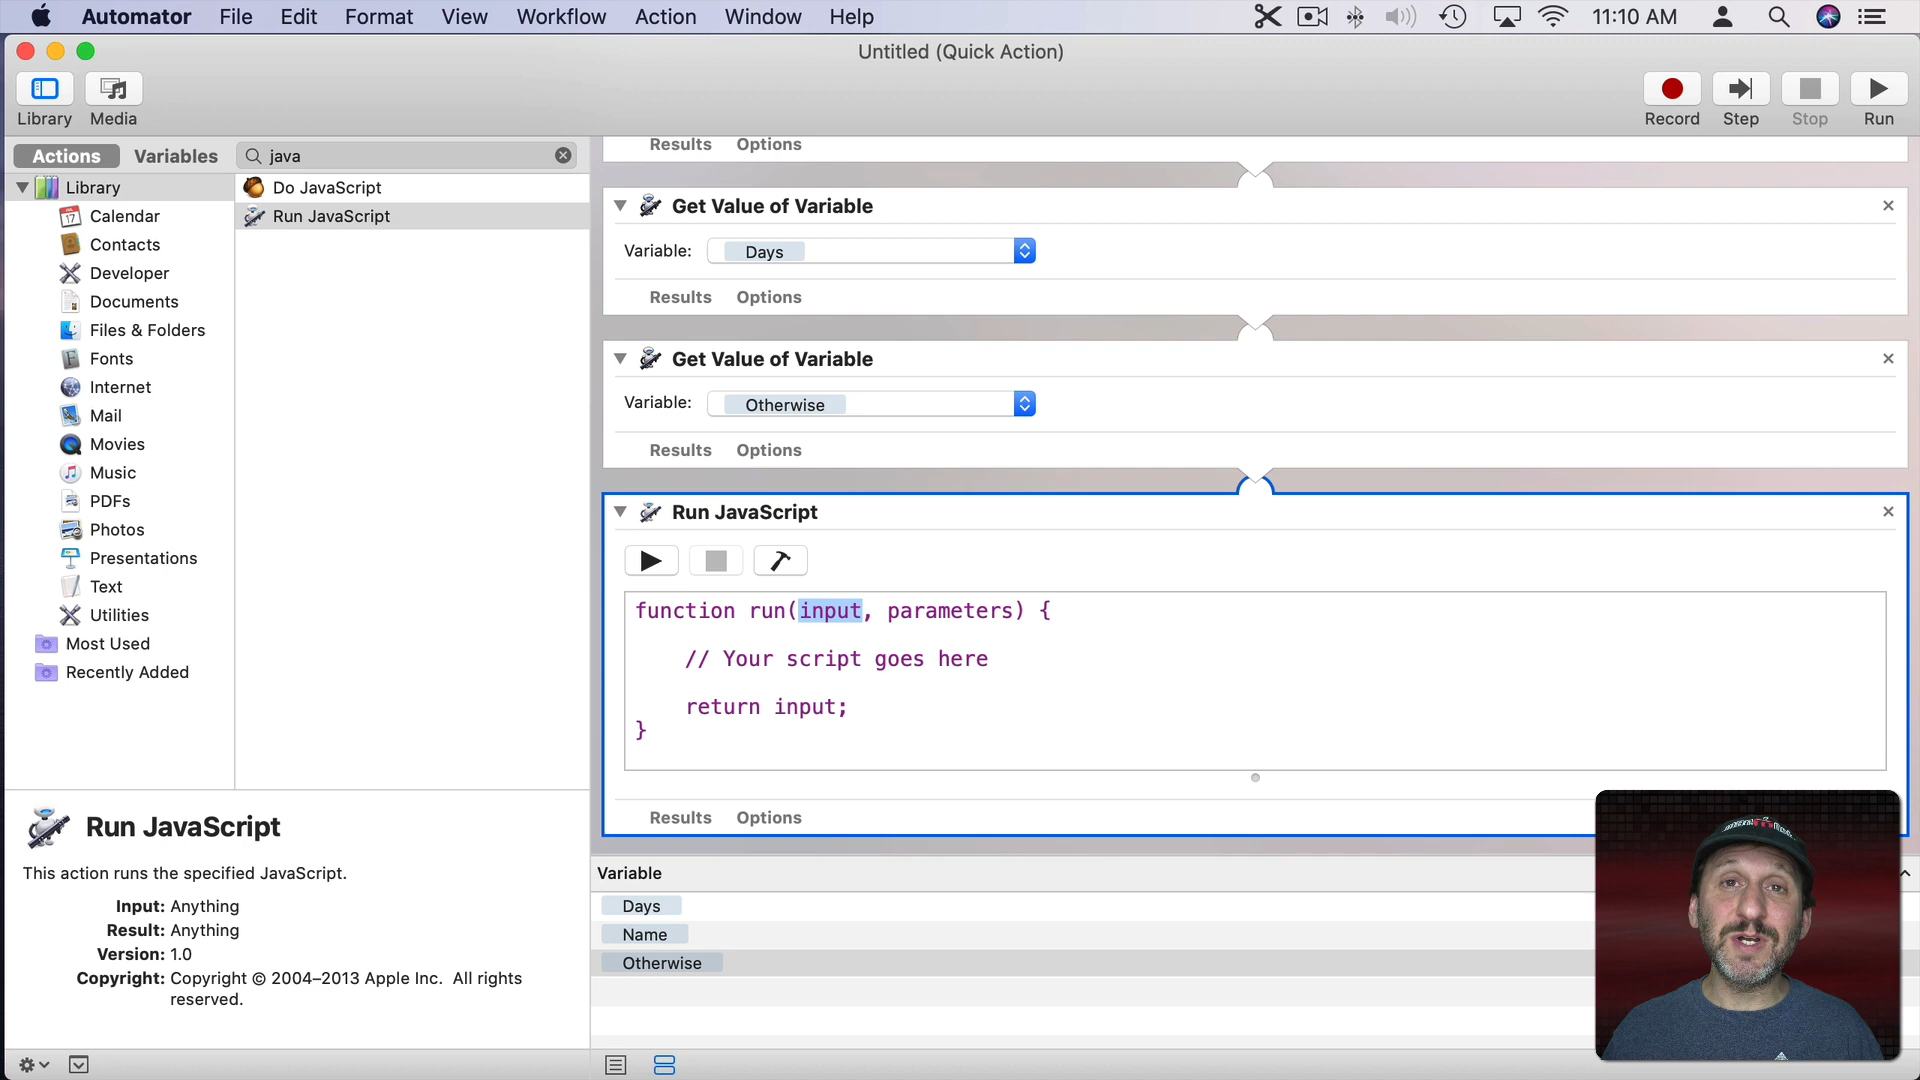 Automator File Edit Format View Workflow Action Window Help 11:10 AM
Untitled (Quick Action)
Library Media Record Step Stop Run
Actions Variables java
Library
Calendar
Contacts
Developer
Documents
Files & Folders
Fonts
Internet
Mail
Movies
Music
PDFs
Photos
Presentations
Text
Utilities
Most Used
Recently Added
Do JavaScript
Run JavaScript
Results Options
Get Value of Variable
Variable: Days
Results Options
Get Value of Variable
Variable: Otherwise
Results Options
Run JavaScript
function run(input, parameters) {
// Your script goes here
return input;
}
Results Options
Run JavaScript
This action runs the specified JavaScript.
Input: Anything
Result: Anything
Version: 1.0
Copyright: Copyright © 2004–2013 Apple Inc. All rights
reserved.
Variable
Days
Name
Otherwise